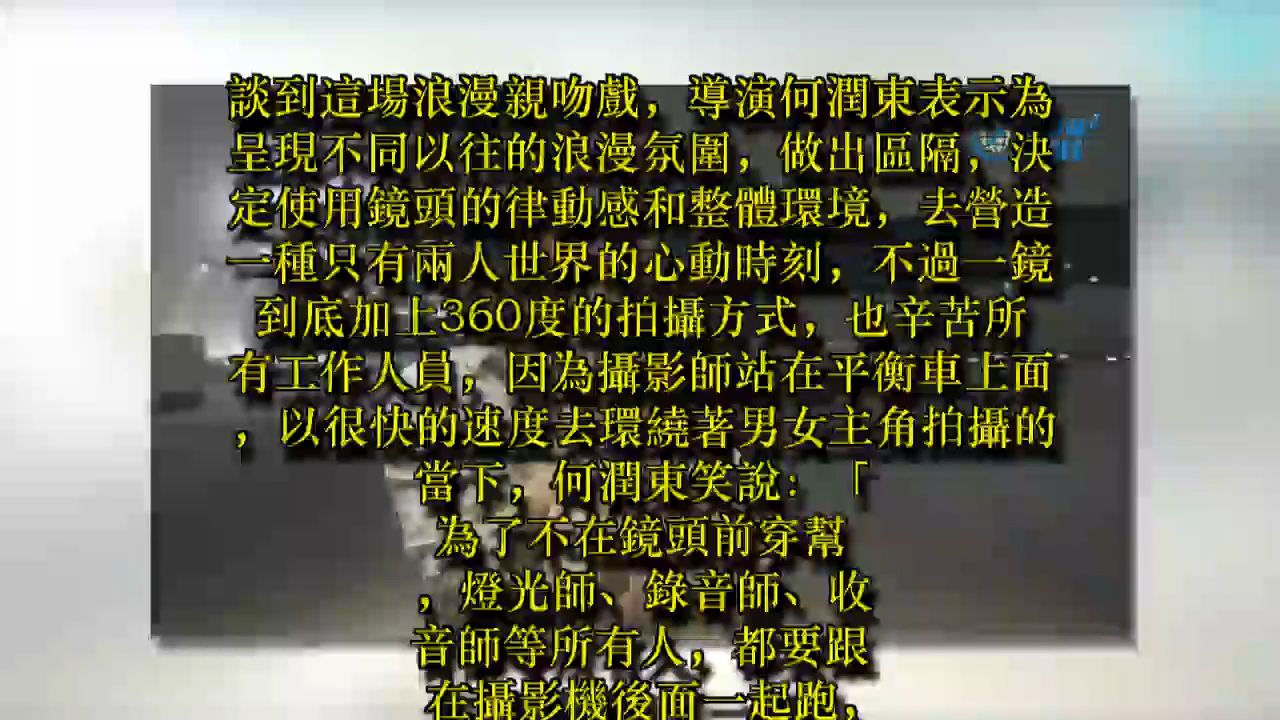 談到這場浪漫親吻戲，導演何潤東表示為
呈現不同以往的浪漫氛圍，做出區隔，決
定使用鏡頭的律動感和整體環境，去營造
一種只有兩人世界的心動時刻，不過一鏡
到底加上360度的拍攝方式，也辛苦所
有工作人員，因為攝影師站在平衡車上面
，以很快的速度去環繞著男女主角拍攝的
當下，何潤東笑說：「
為了不在鏡頭前穿幫
，燈光師、錄音師、收
音師等所有人，都要跟
在攝影機後面一起跑，